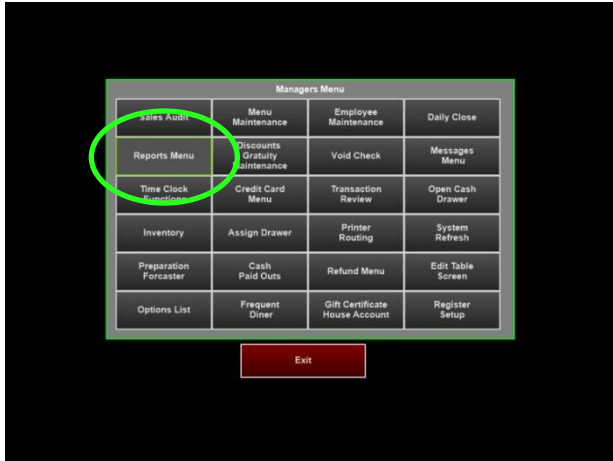 Managers Menu
Sales Audit
Menu
Maintenance
Employee
Maintenance
Daily Close
Reports Menu
Discounts
Gratuity
Maintenance
Void Check
Messages
Menu
Time Clock
Functions
Credit Card
Menu
Transaction
Review
Open Cash
Drawer
Inventory
Assign Drawer
Printer
Routing
System
Refresh
Preparation
Forcaster
Cash
Paid Outs
Refund Menu
Edit Table
Screen
Options List
Frequent
Diner
Gift Certificate
House Account
Register
Setup
Exit